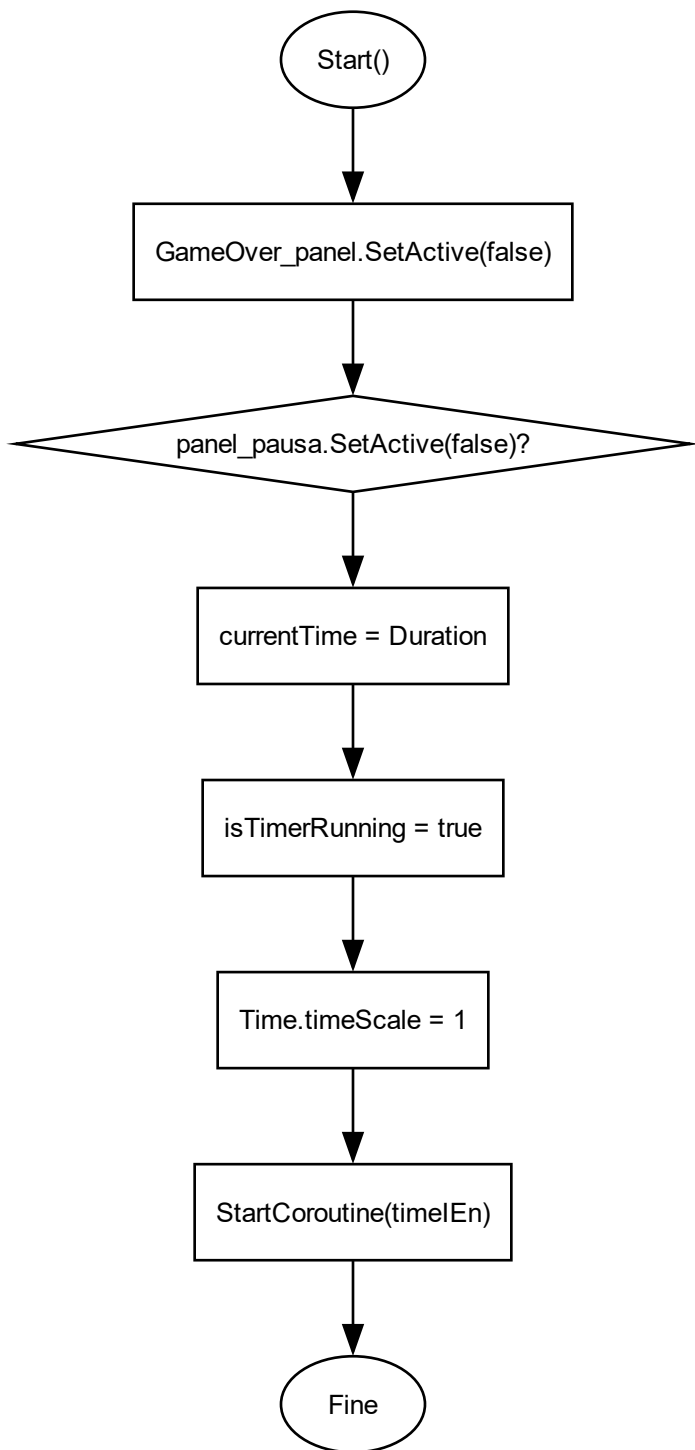 Start()
GameOver_panel.SetActive(false)
panel_pausa.SetActive(false)?
currentTime = Duration
isTimerRunning = true
Time.timeScale = 1
StartCoroutine(timeIEn)
Fine